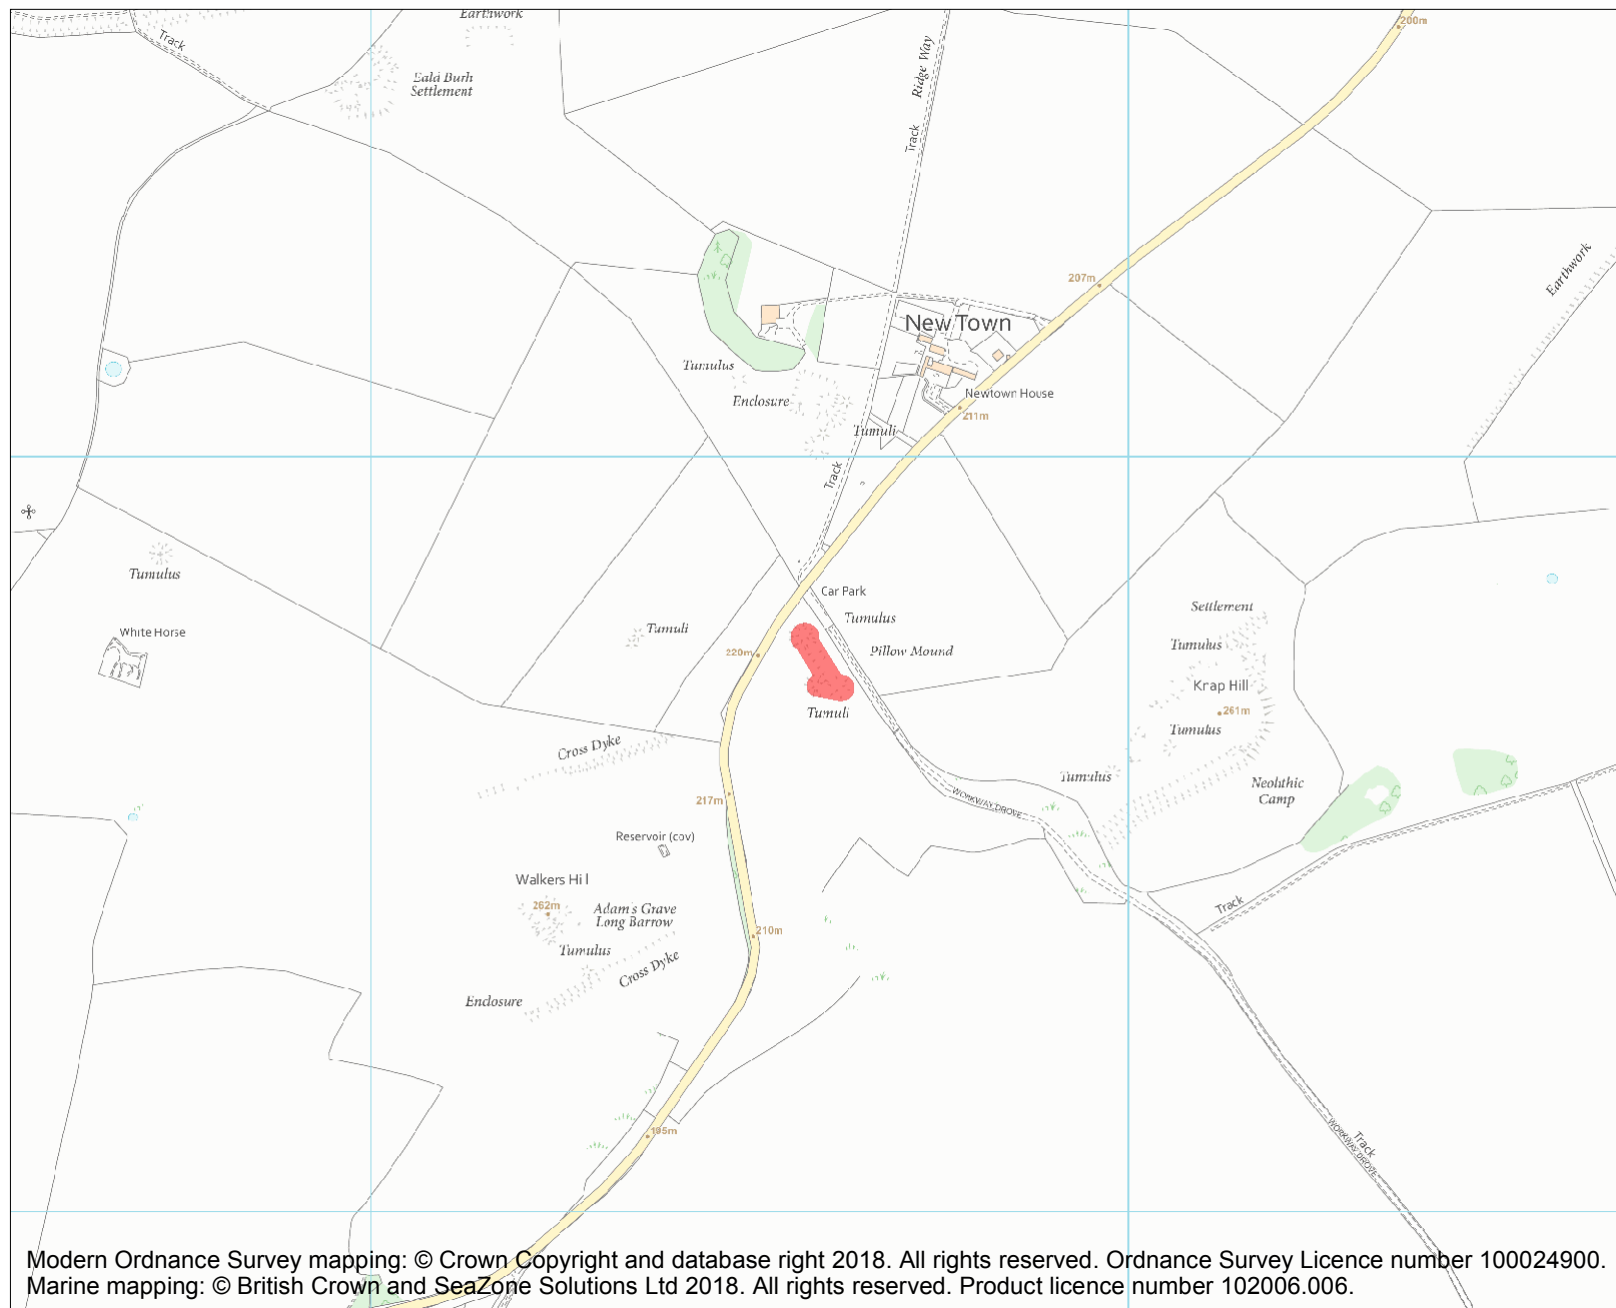 Earthwork
200m
Track
Eald Burh
Settlement
Ridge Way
Track
Earthwork
207m
New Town
Tumulus
Newtown House
Enclosure
211m
Tumuli
Track
Tumulus
Car Park
Settlement
Tumulus
White Horse
Tumuli
Tumulus
220m
Pillow Mound
Knap Hill
261m
Tumuli
Tumulus
Cross Dyke
Tumulus
Neolithic
Camp
217m
WORKWAY DROVE
Reservoir (cov)
Walkers Hill
262m
Adam's Grave
Long Barrow
Track
210m
Tumulus
Cross Dyke
Enclosure
195m
Track
WORKWAY DROVE
Modern Ordnance Survey mapping: © Crown Copyright and database right 2018. All rights reserved. Ordnance Survey Licence number 100024900.
Marine mapping: © British Crown and SeaZone Solutions Ltd 2018. All rights reserved. Product licence number 102006.006.